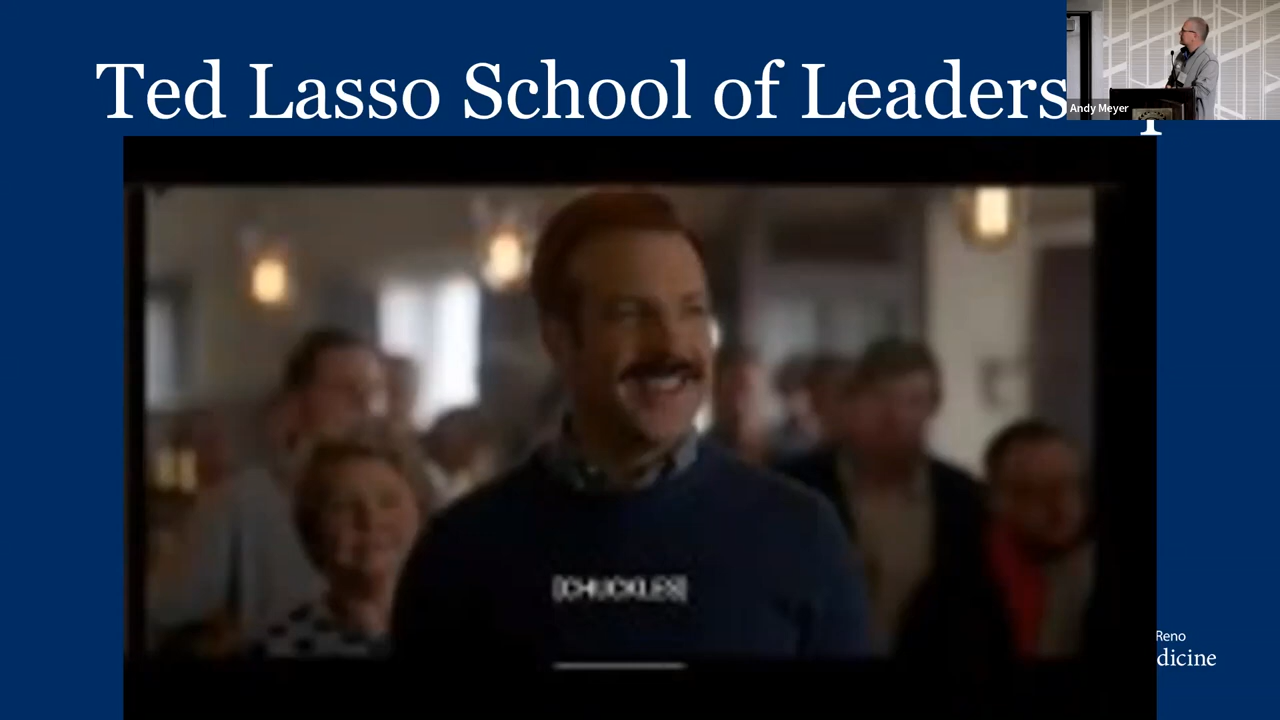 Ted Lasso School of Leaders
Andy Meyer
[CHUCKLES]
Reno
dicine